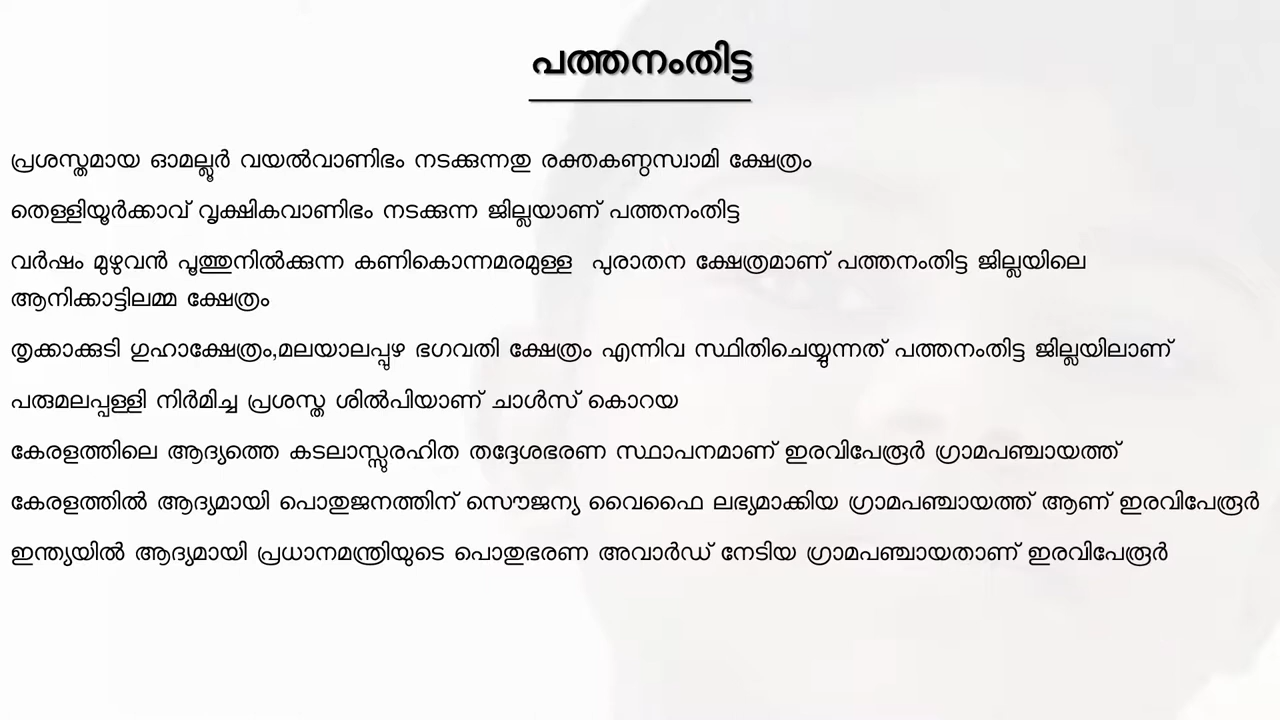 പത്തനംതിട്ട
പ്രശസ്തമായ ഓമല്ലൂർ വയൽവാണിഭം നടക്കുന്നതു രക്തകണ്ഠസ്വാമി ക്ഷേത്രം
തെള്ളിയൂർക്കാവ് വൃക്ഷികവാണിഭം നടക്കുന്ന ജില്ലയാണ് പത്തനംതിട്ട
വർഷം മുഴുവൻ പൂത്തുനിൽക്കുന്ന കണികൊന്നമരമുള്ള പുരാതന ക്ഷേത്രമാണ് പത്തനംതിട്ട ജില്ലയിലെ
ആനിക്കാട്ടിലമ്മ ക്ഷേത്രം
തൃക്കാക്കുടി ഗുഹാക്ഷേത്രം,മലയാലപ്പുഴ ഭഗവതി ക്ഷേത്രം എന്നിവ സ്ഥിതിചെയ്യുന്നത് പത്തനംതിട്ട ജില്ലയിലാണ്
പരുമലപ്പള്ളി നിർമിച്ച പ്രശസ്ത ശിൽപിയാണ് ചാൾസ് കൊറയ
കേരളത്തിലെ ആദ്യത്തെ കടലാസ്സുരഹിത തദ്ദേശഭരണ സ്ഥാപനമാണ് ഇരവിപേരൂർ ഗ്രാമപഞ്ചായത്ത്
കേരളത്തിൽ ആദ്യമായി പൊതുജനത്തിന് സൌജന്യ വൈഫൈ ലഭ്യമാക്കിയ ഗ്രാമപഞ്ചായത്ത് ആണ് ഇരവിപേരൂർ
ഇന്ത്യയിൽ ആദ്യമായി പ്രധാനമന്ത്രിയുടെ പൊതുഭരണ അവാർഡ് നേടിയ ഗ്രാമപഞ്ചായതാണ് ഇരവിപേരൂർ